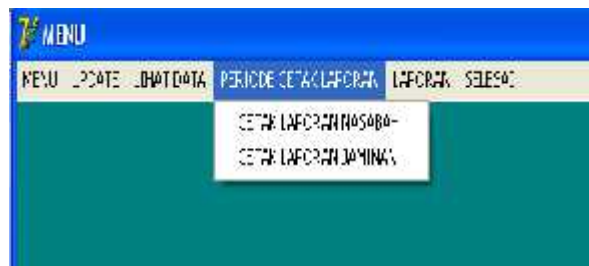 MENU
MENU UPDATE LIHAT DATA PERIODE CETAK LAPORAN LAPORAN SELESAI
CETAK LAPORAN NASABAH
CETAK LAPORAN JAMINAN